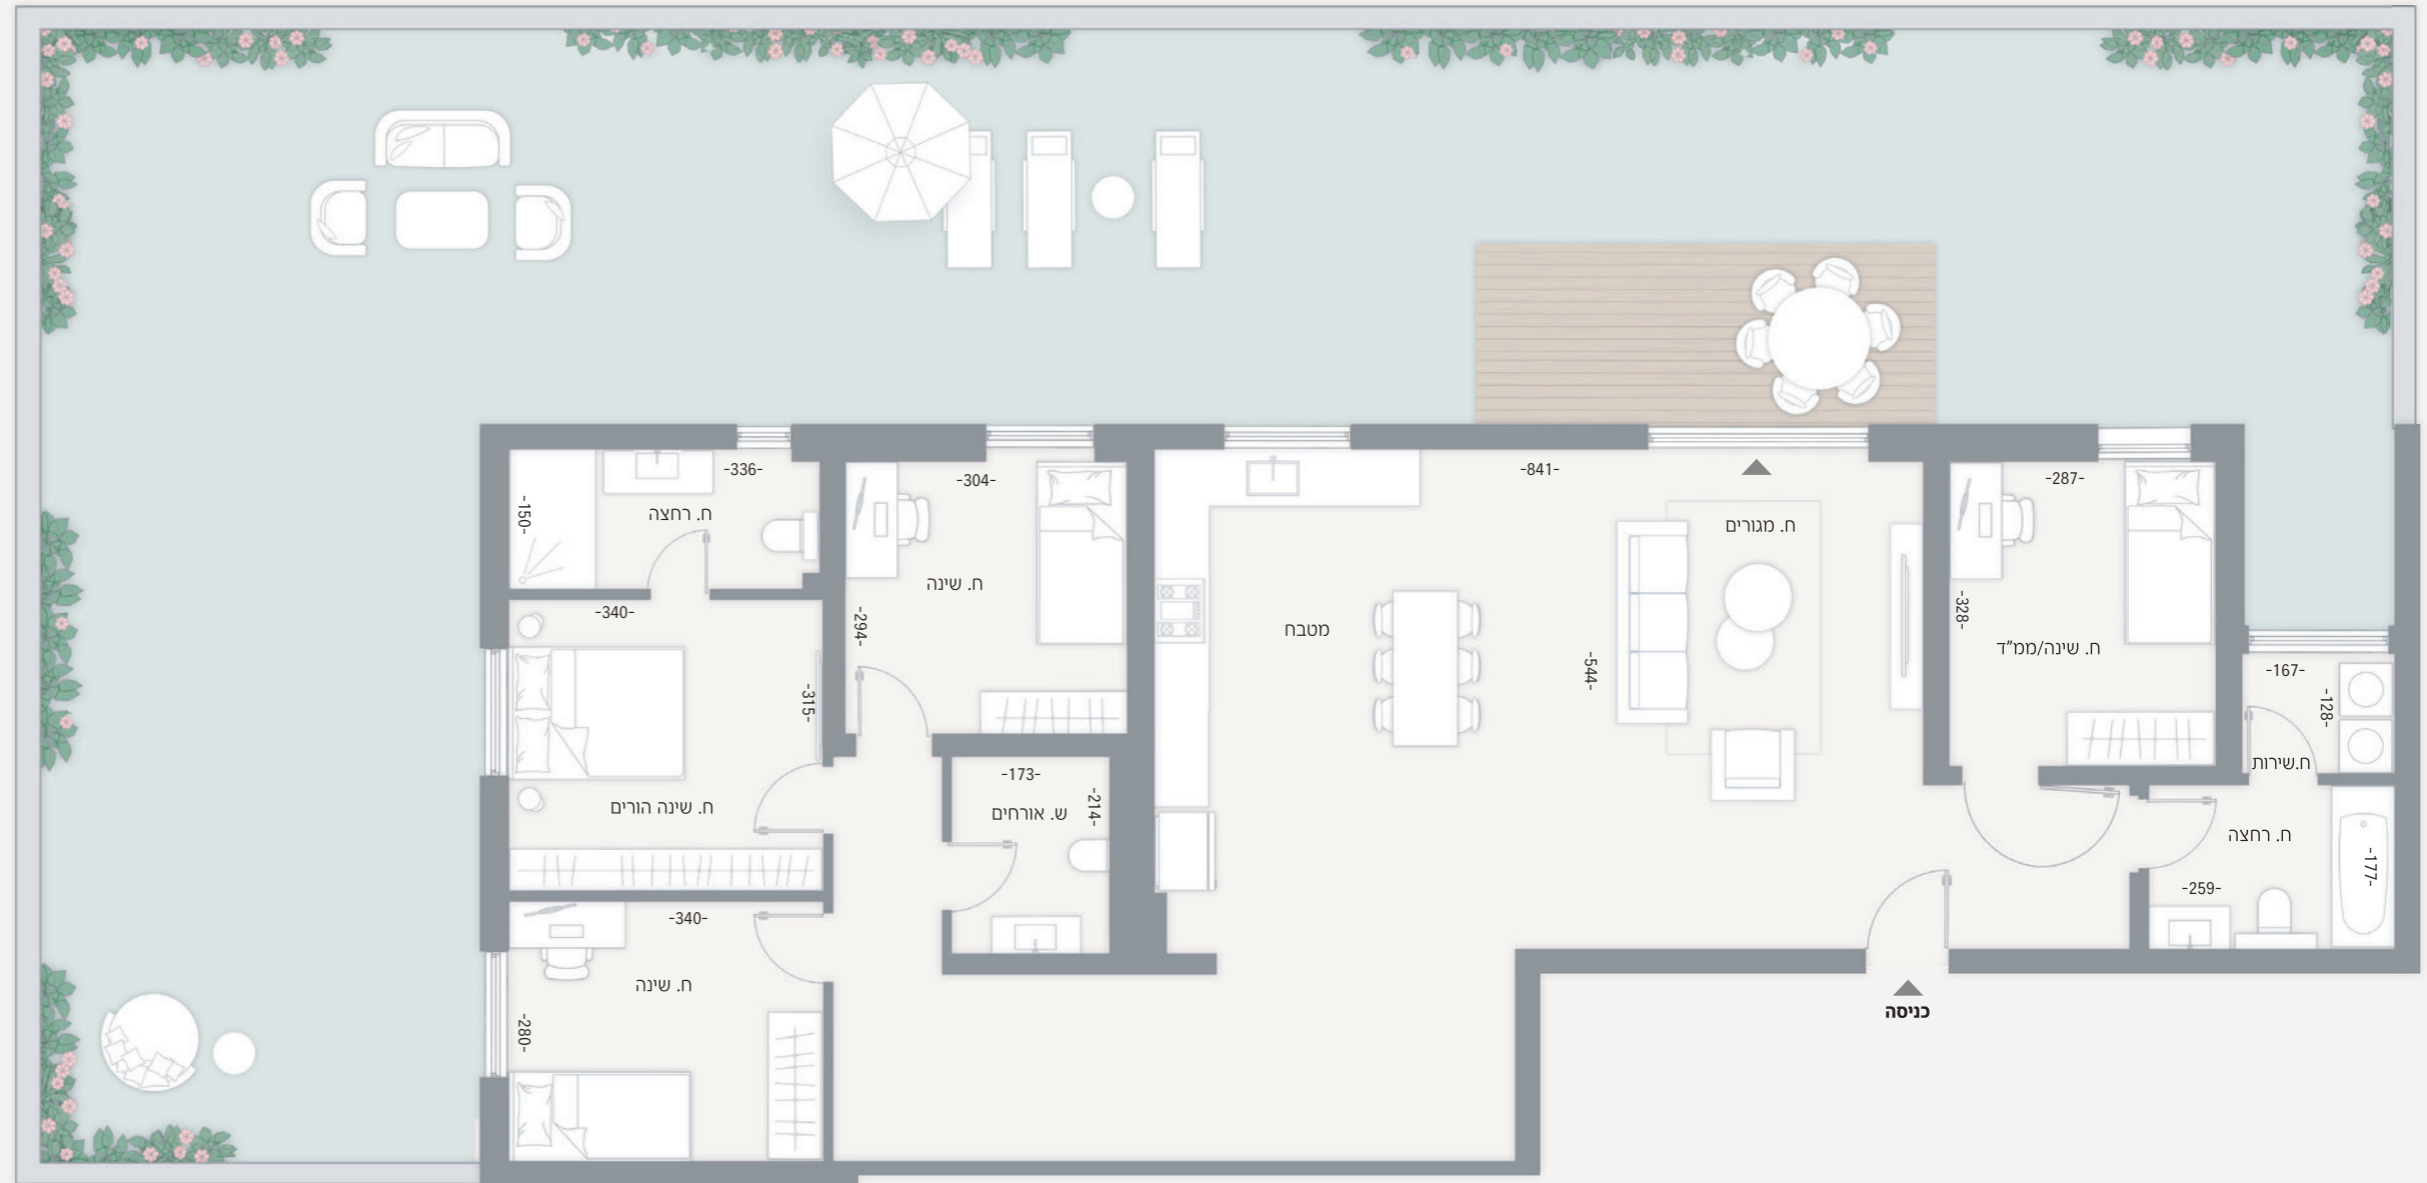 -336-
-150-
ח. רחצה
-304-
ח. שינה
-294-
-841-
ח. מגורים
מטבח
-544-
-287-
-328-
ח. שינה/ממ"ד
-167-
-128-
ח.שירות
-340-
-315-
ח. שינה הורים
-173-
-214-
ש. אורחים
ח. רחצה
-177-
-259-
-340-
ח. שינה
-280-
כניסה